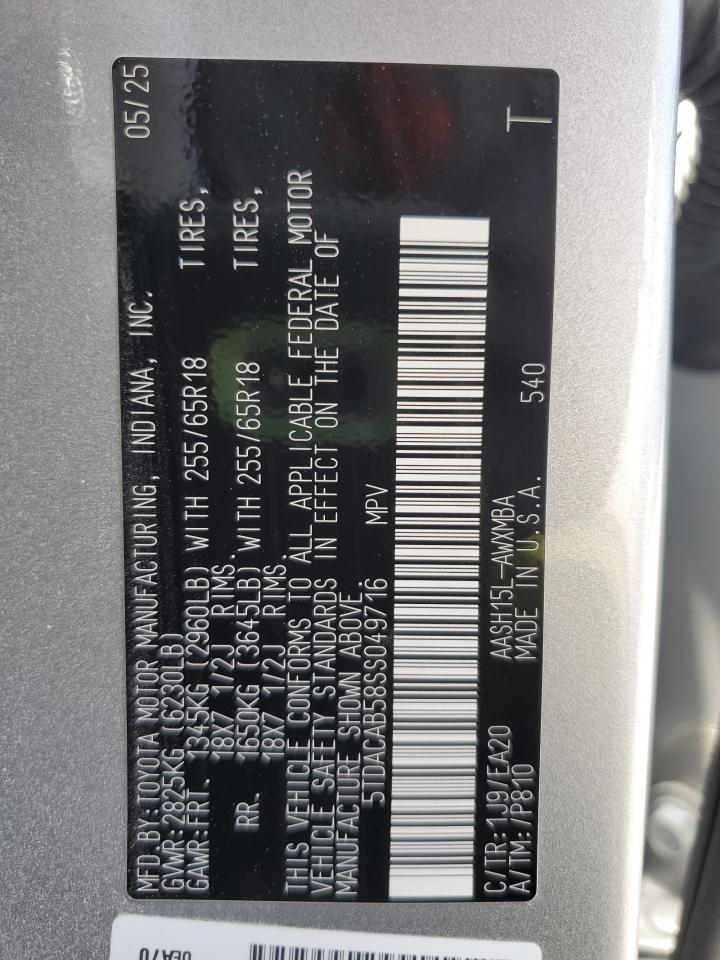 MFD.BY:TOYOTA MOTOR MANUFACTURING, INDIANA, INC. 05/25
GVWR:2825KG (6230LB)
GAWR:FRT. 1345KG (2960LB) WITH 255/65R18 TIRES,
18X7 1/2J RIMS.
RR. 1650KG (3645LB) WITH 255/65R18 TIRES,
18X7 1/2J RIMS.
THIS VEHICLE CONFORMS TO ALL APPLICABLE FEDERAL MOTOR
VEHICLE SAFETY STANDARDS IN EFFECT ON THE DATE OF
MANUFACTURE SHOWN ABOVE.
5TDACAB58SS049716 MPV
C/TR:1J9/EA20 AASH15L-AWXMBA T
A/TM: /P810 MADE IN U.S.A. 540
0EA70